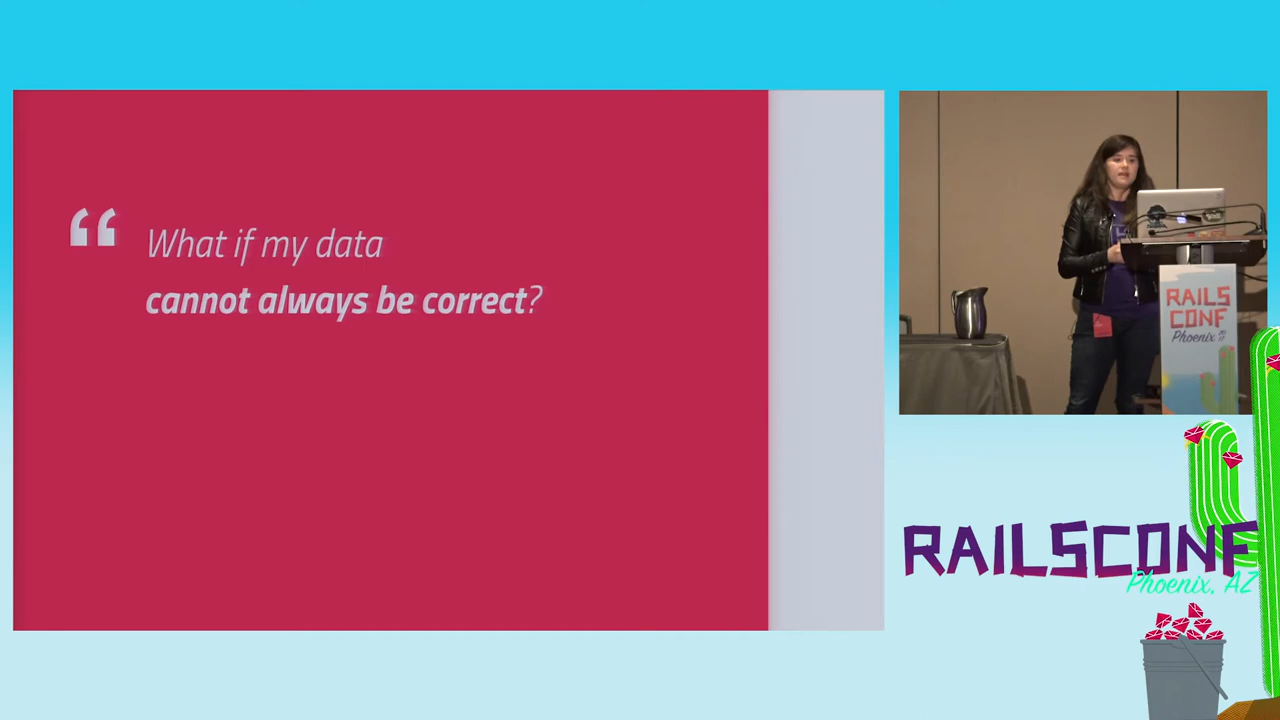 “ What if my data
cannot always be correct?
RAILS
CONF
Phoenix
RAILSCONF
Phoenix, AZ